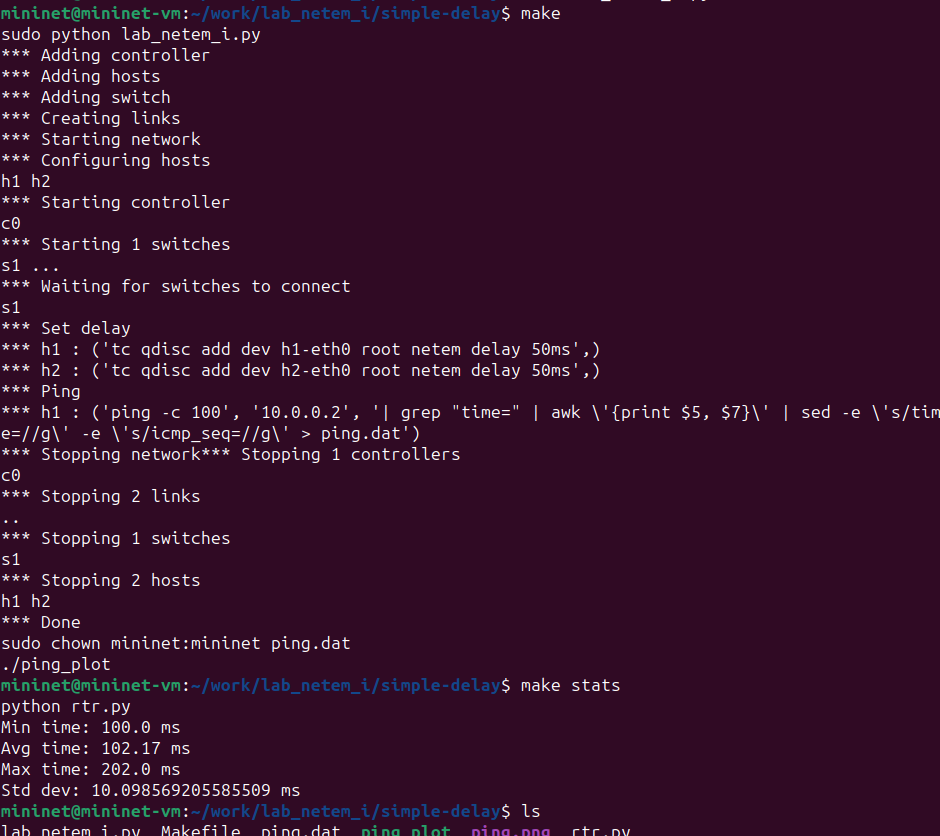 mininet@mininet-vm:~/work/lab_netem_i/simple-delay$ make
sudo python lab_netem_i.py
*** Adding controller
*** Adding hosts
*** Adding switch
*** Creating links
*** Starting network
*** Configuring hosts
h1 h2
*** Starting controller
c0
*** Starting 1 switches
s1 ...
*** Waiting for switches to connect
s1
*** Set delay
*** h1 : ('tc qdisc add dev h1-eth0 root netem delay 50ms',)
*** h2 : ('tc qdisc add dev h2-eth0 root netem delay 50ms',)
*** Ping
*** h1 : ('ping -c 100', '10.0.0.2', '| grep "time=" | awk \'{print $5, $7}\' | sed -e \'s/tim
e=//g\' -e \'s/icmp_seq=//g\' > ping.dat')
*** Stopping network*** Stopping 1 controllers
c0
*** Stopping 2 links
..
*** Stopping 1 switches
s1
*** Stopping 2 hosts
h1 h2
*** Done
sudo chown mininet:mininet ping.dat
./ping_plot
mininet@mininet-vm:~/work/lab_netem_i/simple-delay$ make stats
python rtr.py
Min time: 100.0 ms
Avg time: 102.17 ms
Max time: 202.0 ms
Std dev: 10.098569205585509 ms
mininet@mininet-vm:~/work/lab_netem_i/simple-delay$ ls
lab_netem_i.py  Makefile  ping.dat  ping_plot  ping.png  rtr.py